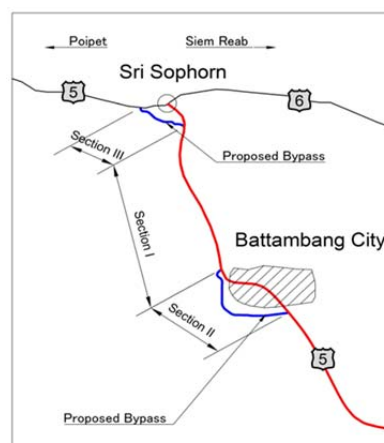 Poipet
Siem Reab
Sri Sophorn
5
6
Proposed Bypass
Section III
Section I
Battambang City
Section II
5
Proposed Bypass